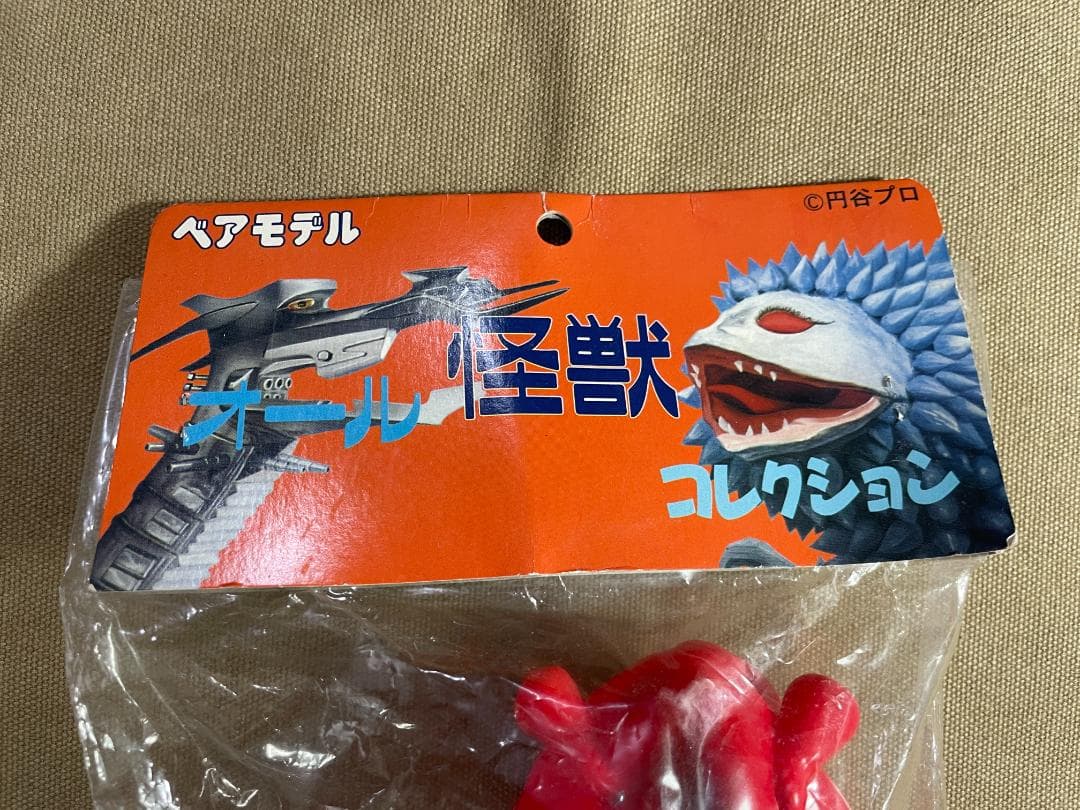 ベアモデル
©円谷プロ
オール
怪獣
コレクション